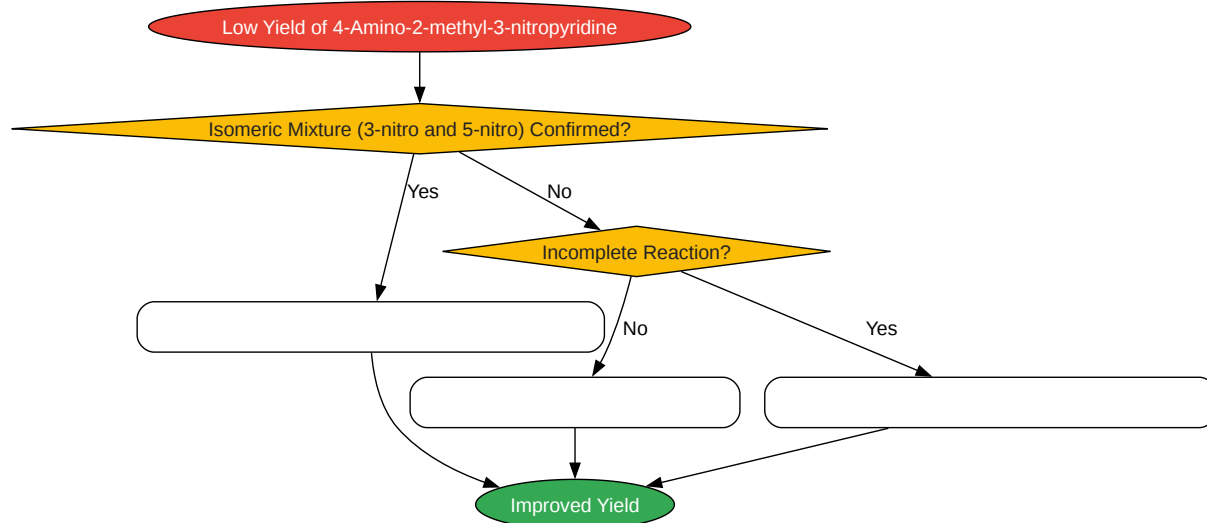 Low Yield of 4-Amino-2-methyl-3-nitropyridine
Isomeric Mixture (3-nitro and 5-nitro) Confirmed?
Yes
No
Incomplete Reaction?
No
Yes
Improved Yield